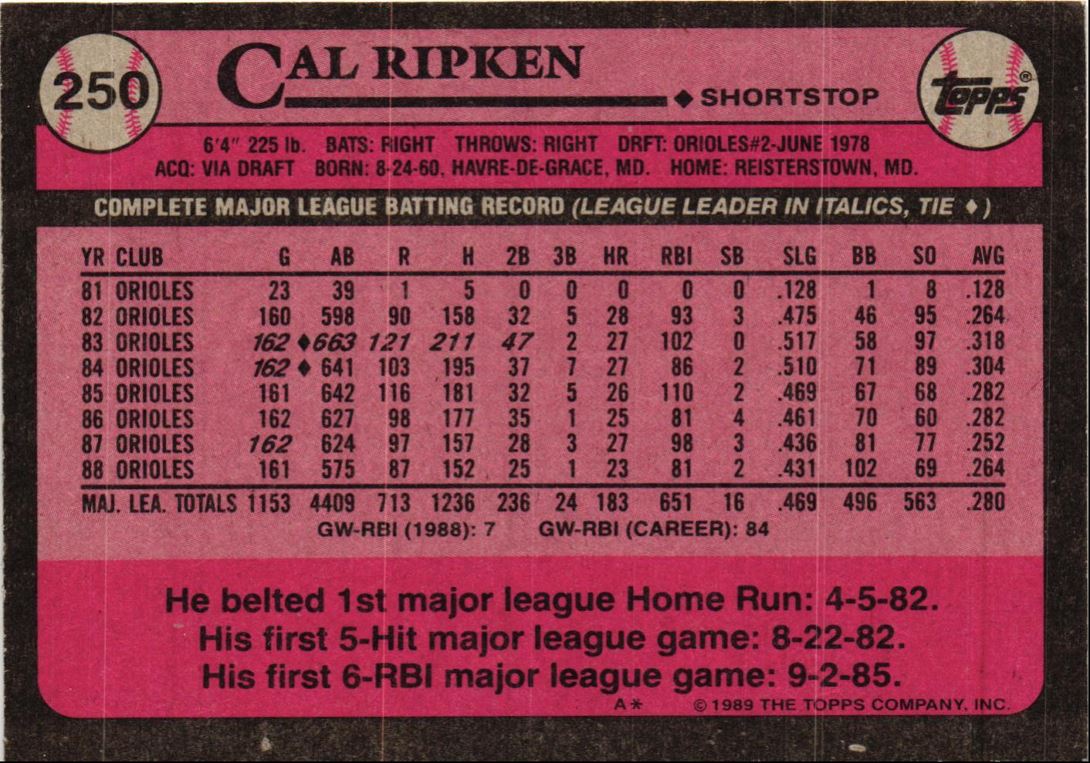 250
CAL RIPKEN
◆ SHORTSTOP
TOPPS®
6'4" 225 lb. BATS: RIGHT THROWS: RIGHT DRFT: ORIOLES#2-JUNE 1978
ACQ: VIA DRAFT BORN: 8-24-60, HAVRE-DE-GRACE, MD. HOME: REISTERSTOWN, MD.
COMPLETE MAJOR LEAGUE BATTING RECORD (LEAGUE LEADER IN ITALICS, TIE ♦)
YR CLUB G AB R H 2B 3B HR RBI SB SLG BB SO AVG
81 ORIOLES 23 39 1 5 0 0 0 0 0 .128 1 8 .128
82 ORIOLES 160 598 90 158 32 5 28 93 3 .475 46 95 .264
83 ORIOLES 162 ♦ 663 121 211 47 2 27 102 0 .517 58 97 .318
84 ORIOLES 162 ♦ 641 103 195 37 7 27 86 2 .510 71 89 .304
85 ORIOLES 161 642 116 181 32 5 26 110 2 .469 67 68 .282
86 ORIOLES 162 627 98 177 35 1 25 81 4 .461 70 60 .282
87 ORIOLES 162 624 97 157 28 3 27 98 3 .436 81 77 .252
88 ORIOLES 161 575 87 152 25 1 23 81 2 .431 102 69 .264
MAJ. LEA. TOTALS 1153 4409 713 1236 236 24 183 651 16 .469 496 563 .280
GW-RBI (1988): 7 GW-RBI (CAREER): 84
He belted 1st major league Home Run: 4-5-82.
His first 5-Hit major league game: 8-22-82.
His first 6-RBI major league game: 9-2-85.
A* © 1989 THE TOPPS COMPANY, INC.